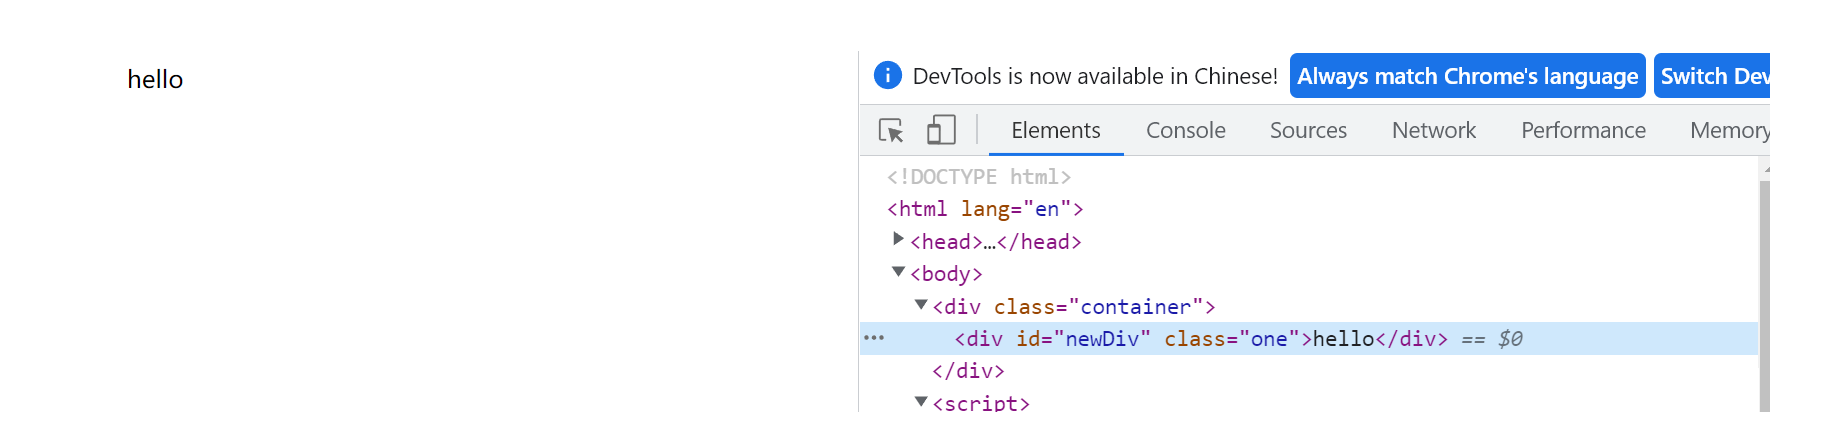 hello
DevTools is now available in Chinese! Always match Chrome's language Switch Dev
Elements Console Sources Network Performance Memory
<!DOCTYPE html>
<html lang="en">
<head>…</head>
<body>
<div class="container">
<div id="newDiv" class="one">hello</div> == $0
</div>
<script>